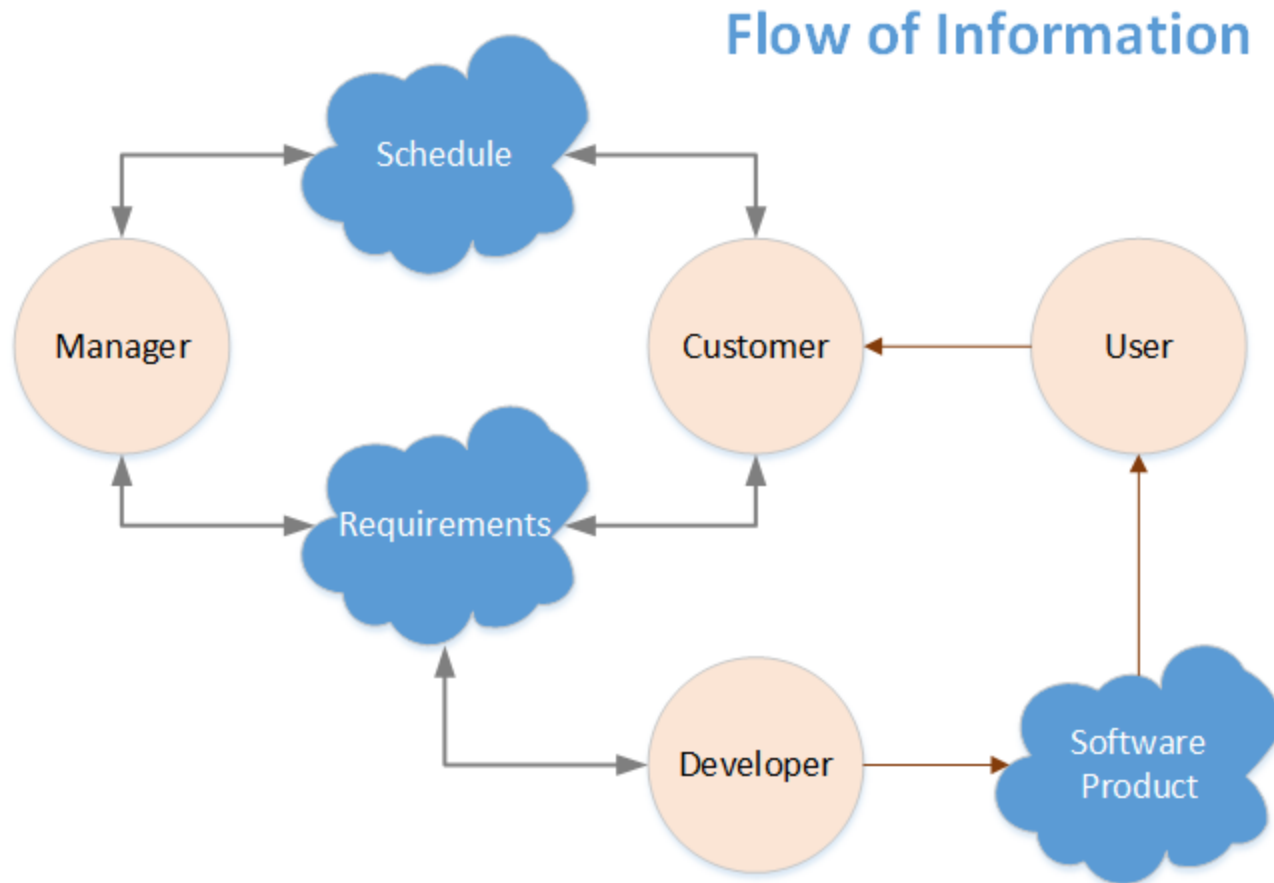 Flow of Information
Schedule
Manager
Customer
User
Requirements
Developer
Software
Product